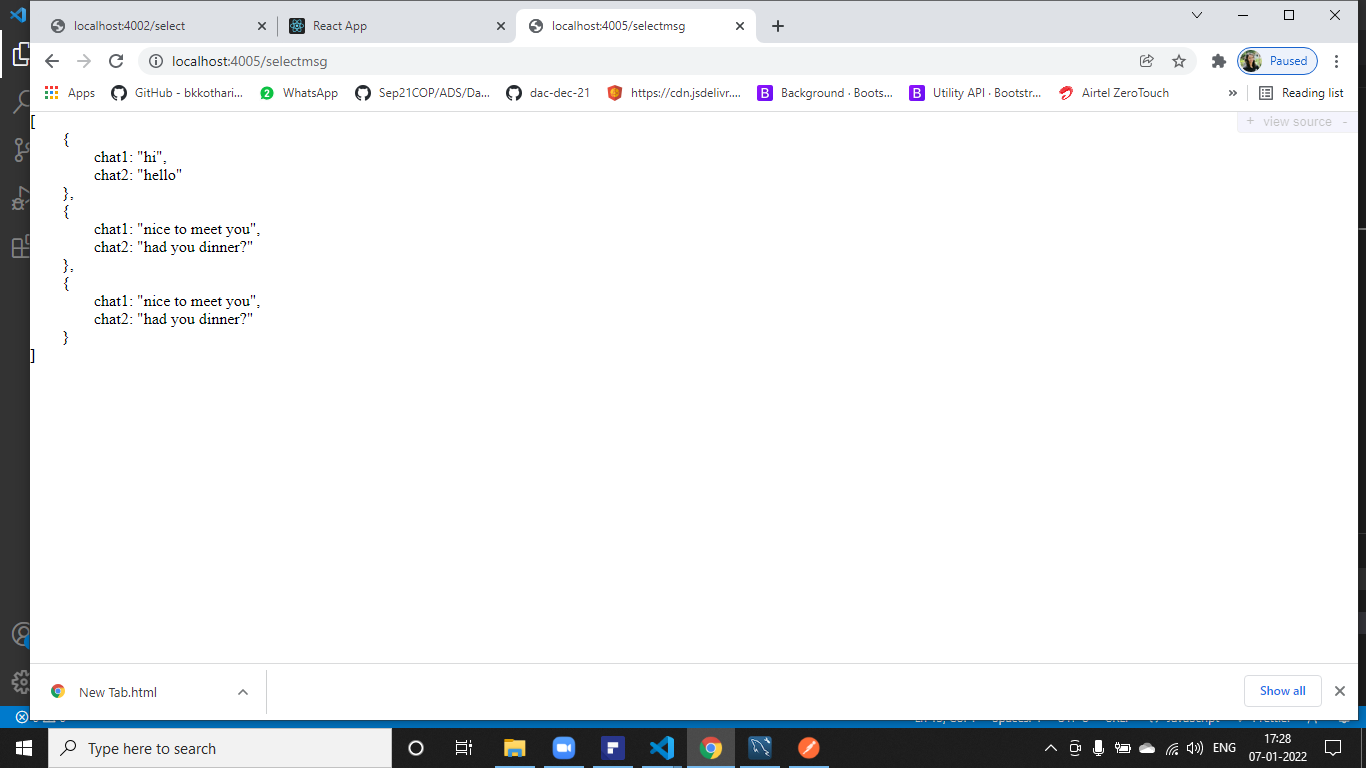 localhost:4002/select
React App
localhost:4005/selectmsg
localhost:4005/selectmsg
Paused
Apps
GitHub - bkkothari...
2
WhatsApp
Sep21COP/ADS/Da...
dac-dec-21
https://cdn.jsdelivr....
B
Background · Boots...
B
Utility API · Bootstr...
Airtel ZeroTouch
»
Reading list
+ view source -
[
{
chat1: "hi",
chat2: "hello"
},
{
chat1: "nice to meet you",
chat2: "had you dinner?"
},
{
chat1: "nice to meet you",
chat2: "had you dinner?"
}
]
New Tab.html
Show all
Type here to search
ENG
17:28
07-01-2022